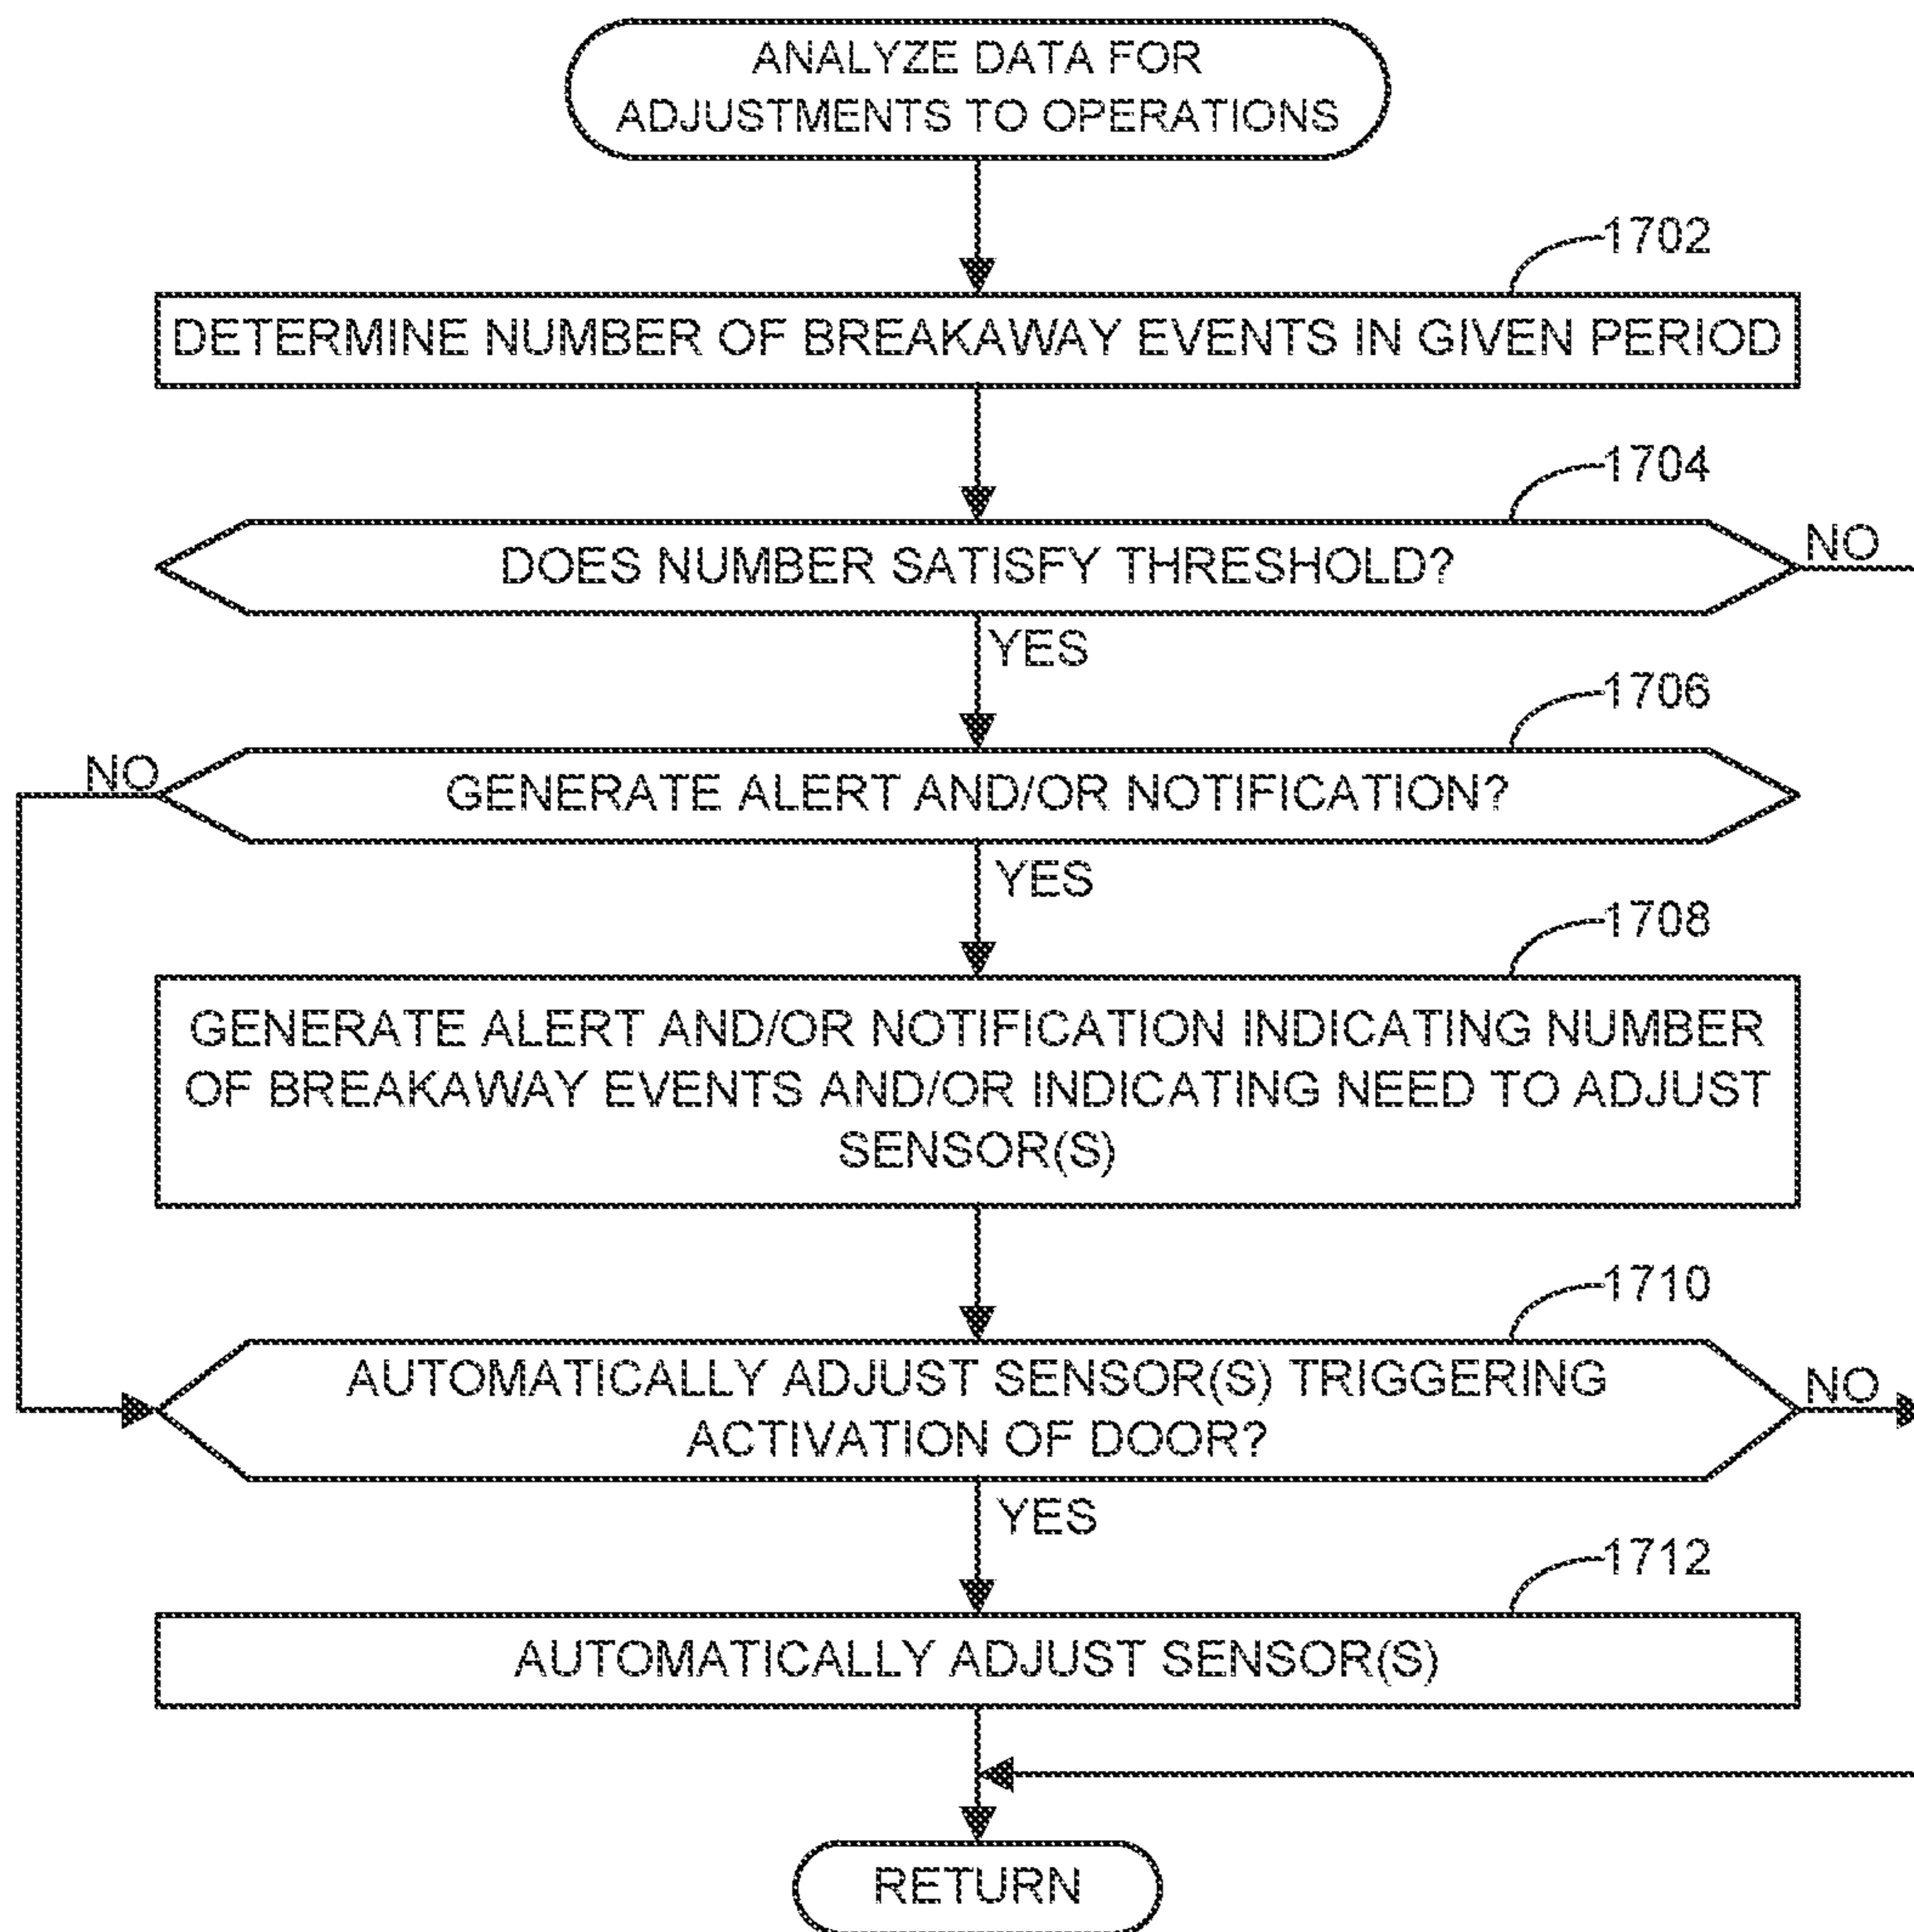 ANALYZE DATA FOR
ADJUSTMENTS TO OPERATIONS
1702
DETERMINE NUMBER OF BREAKAWAY EVENTS IN GIVEN PERIOD
1704
DOES NUMBER SATISFY THRESHOLD?
NO
YES
1706
NO
GENERATE ALERT AND/OR NOTIFICATION?
YES
1708
GENERATE ALERT AND/OR NOTIFICATION INDICATING NUMBER
OF BREAKAWAY EVENTS AND/OR INDICATING NEED TO ADJUST
SENSOR(S)
1710
AUTOMATICALLY ADJUST SENSOR(S) TRIGGERING
ACTIVATION OF DOOR?
NO
YES
1712
AUTOMATICALLY ADJUST SENSOR(S)
RETURN